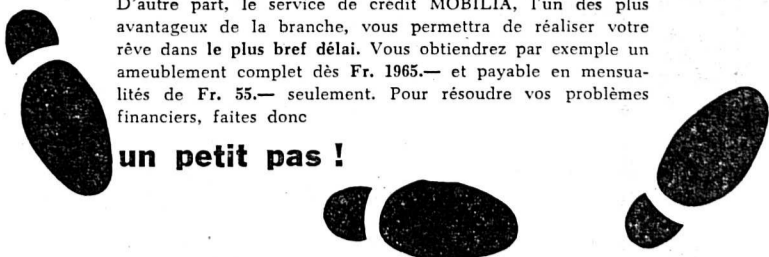 D'autre part, le service de crédit MOBILIA, l'un des plus
avantageux de la branche, vous permettra de réaliser votre
rêve dans le plus bref délai. Vous obtiendrez par exemple un
ameublement complet dès Fr. 1965.— et payable en mensua-
lités de Fr. 55.— seulement. Pour résoudre vos problèmes
financiers, faites donc
un petit pas !